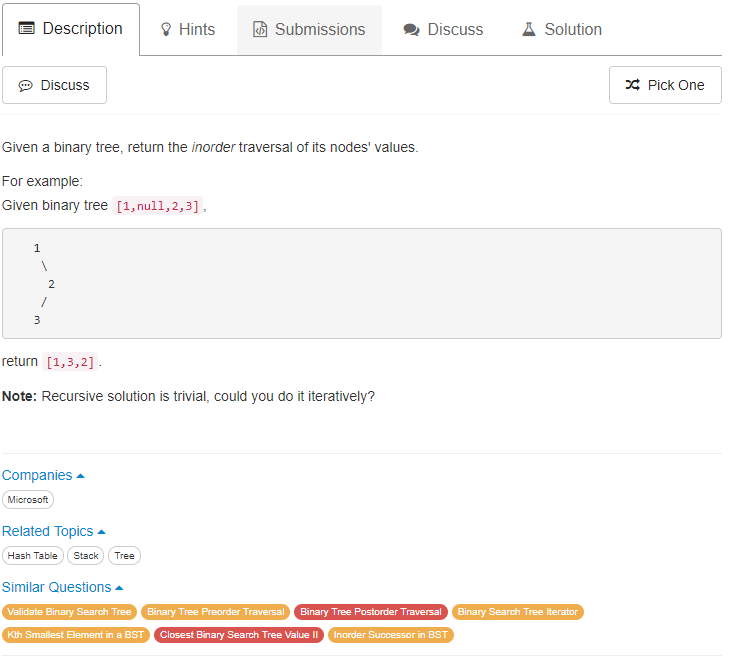 Description Hints Submissions Discuss Solution
Discuss Pick One
Given a binary tree, return the inorder traversal of its nodes' values.
For example:
Given binary tree [1,null,2,3],
1
\
2
/
3
return [1,3,2].
Note: Recursive solution is trivial, could you do it iteratively?
Companies
Microsoft
Related Topics
Hash Table Stack Tree
Similar Questions
Validate Binary Search Tree Binary Tree Preorder Traversal Binary Tree Postorder Traversal Binary Search Tree Iterator
Kth Smallest Element in a BST Closest Binary Search Tree Value II Inorder Successor in BST